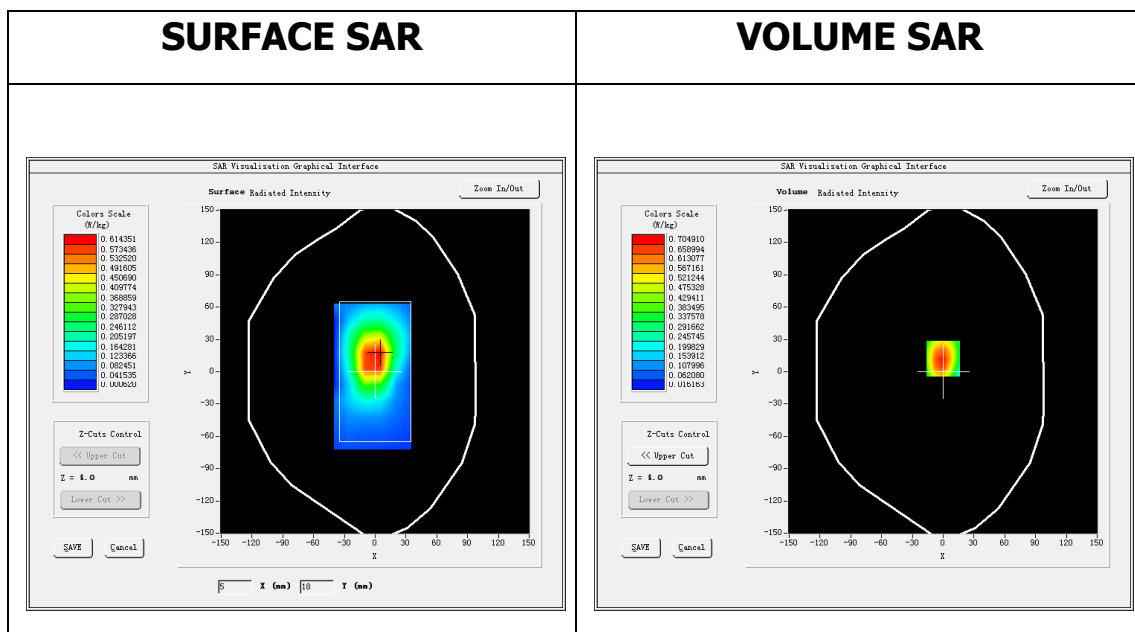 SURFACE SAR
VOLUME SAR
SAR Visualisation Graphical Interface
Surface Radiated Intensity
Zoom In/Out
Colors Scale
(W/kg)
0.614351
0.573436
0.532520
0.491605
0.450690
0.409774
0.368859
0.327943
0.287028
0.246112
0.205197
0.164281
0.123366
0.082451
0.041535
0.000620
Z-Cuts Control
<< Upper Cut
Z = 4.0 mm
Lower Cut >>
SAVE Cancel
150
120
90
60
30
0
-30
-60
-90
-120
-150
Y
-150 -120 -90 -60 -30 0 30 60 90 120 150
X
5 X (mm) 18 Y (mm)
SAR Visualisation Graphical Interface
Volume Radiated Intensity
Zoom In/Out
Colors Scale
(W/kg)
0.704910
0.658994
0.613077
0.567161
0.521244
0.475328
0.429411
0.383495
0.337578
0.291662
0.245745
0.199829
0.153912
0.107996
0.062080
0.016163
Z-Cuts Control
<< Upper Cut
Z = 4.0 mm
Lower Cut >>
SAVE Cancel
150
120
90
60
30
0
-30
-60
-90
-120
-150
Y
-150 -120 -90 -60 -30 0 30 60 90 120 150
X